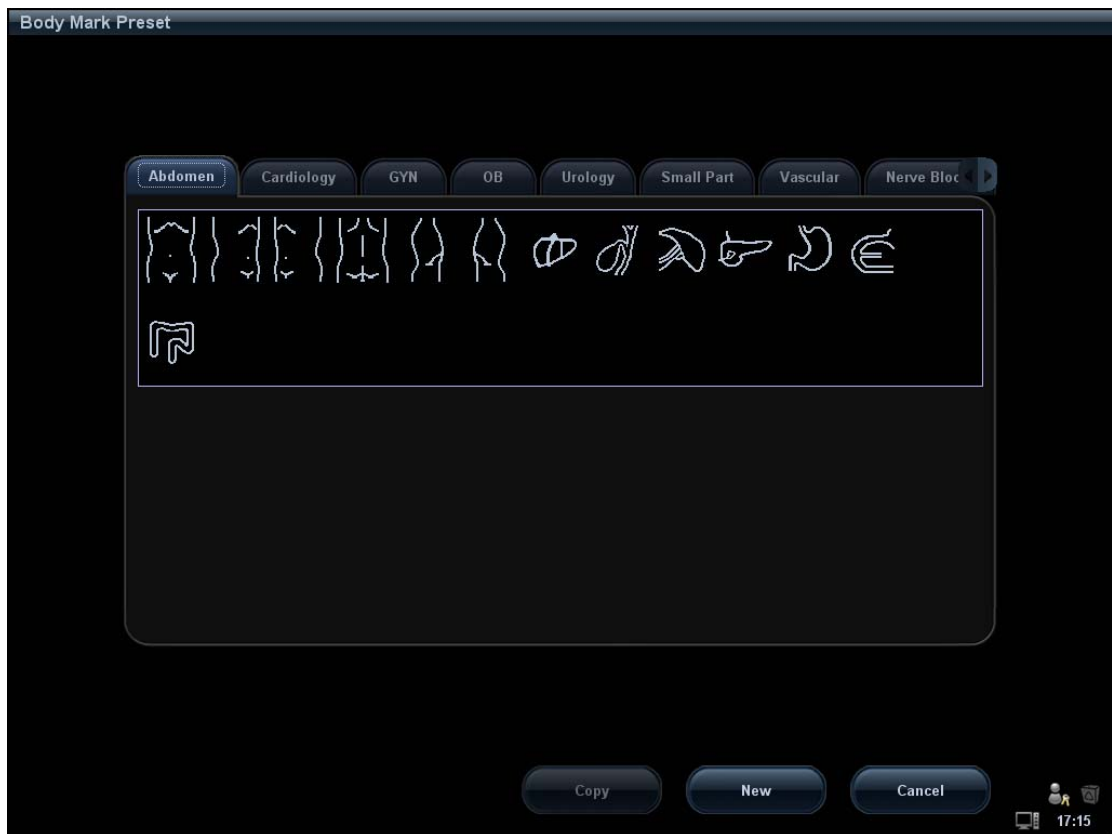 Body Mark Preset
Abdomen Cardiology GYN OB Urology Small Part Vascular Nerve Bloc
Copy New Cancel
17:15